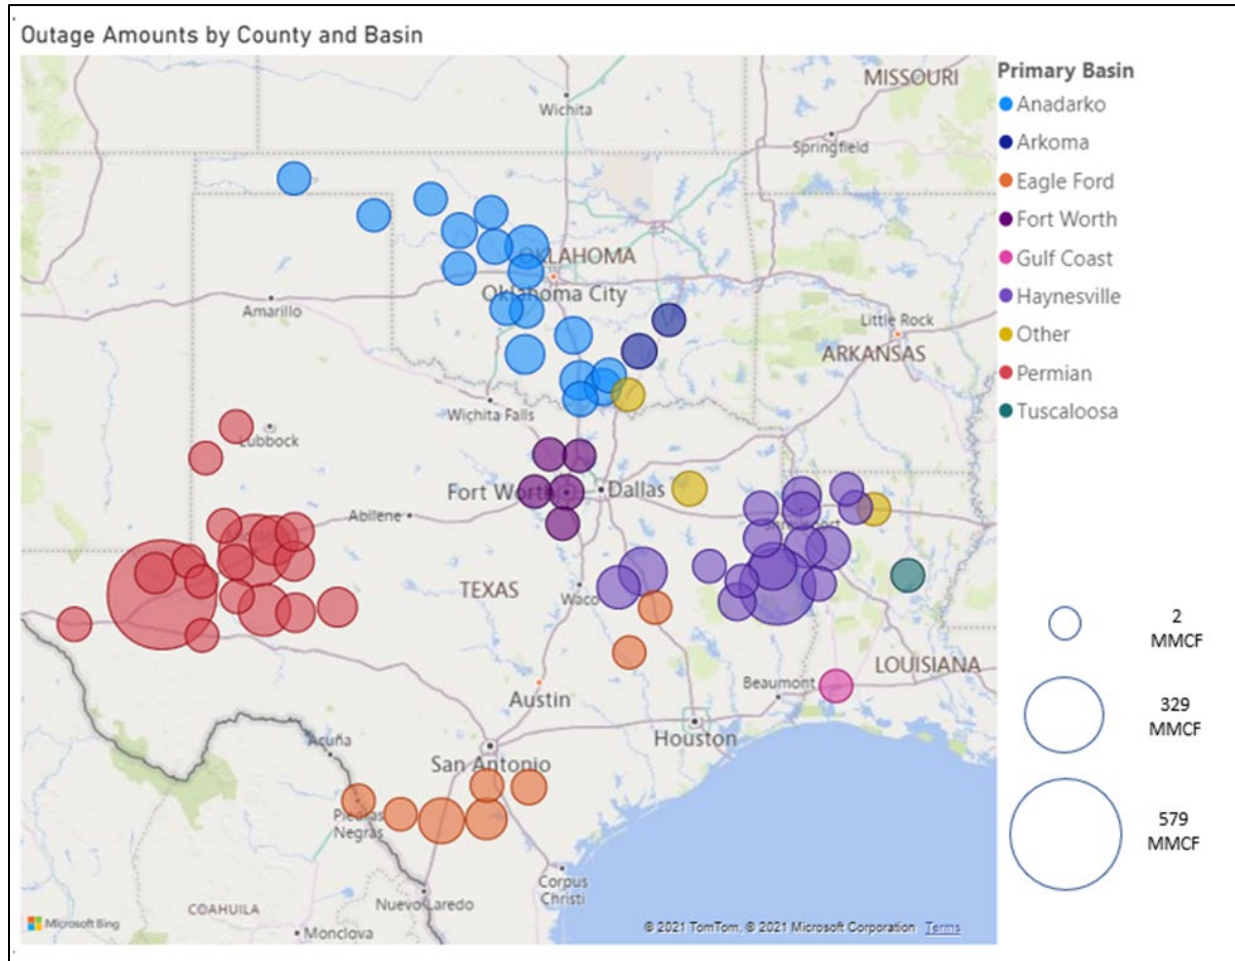 Outage Amounts by County and Basin
MISSOURI
Wichita
Springfield
OKLAHOMA
Oklahoma City
Amarillo
Little Rock
ARKANSAS
Wichita Falls
Lubbock
Fort Worth
Dallas
Abilene
TEXAS
Waco
LOUISIANA
Beaumont
Austin
Houston
Acuña
San Antonio
Piedras
Negras
Corpus
Christi
Nuevo Laredo
COAHUILA
Monclova
Microsoft Bing
© 2021 TomTom, © 2021 Microsoft Corporation Terms
Primary Basin
Anadarko
Arkoma
Eagle Ford
Fort Worth
Gulf Coast
Haynesville
Other
Permian
Tuscaloosa
2
MMCF
329
MMCF
579
MMCF